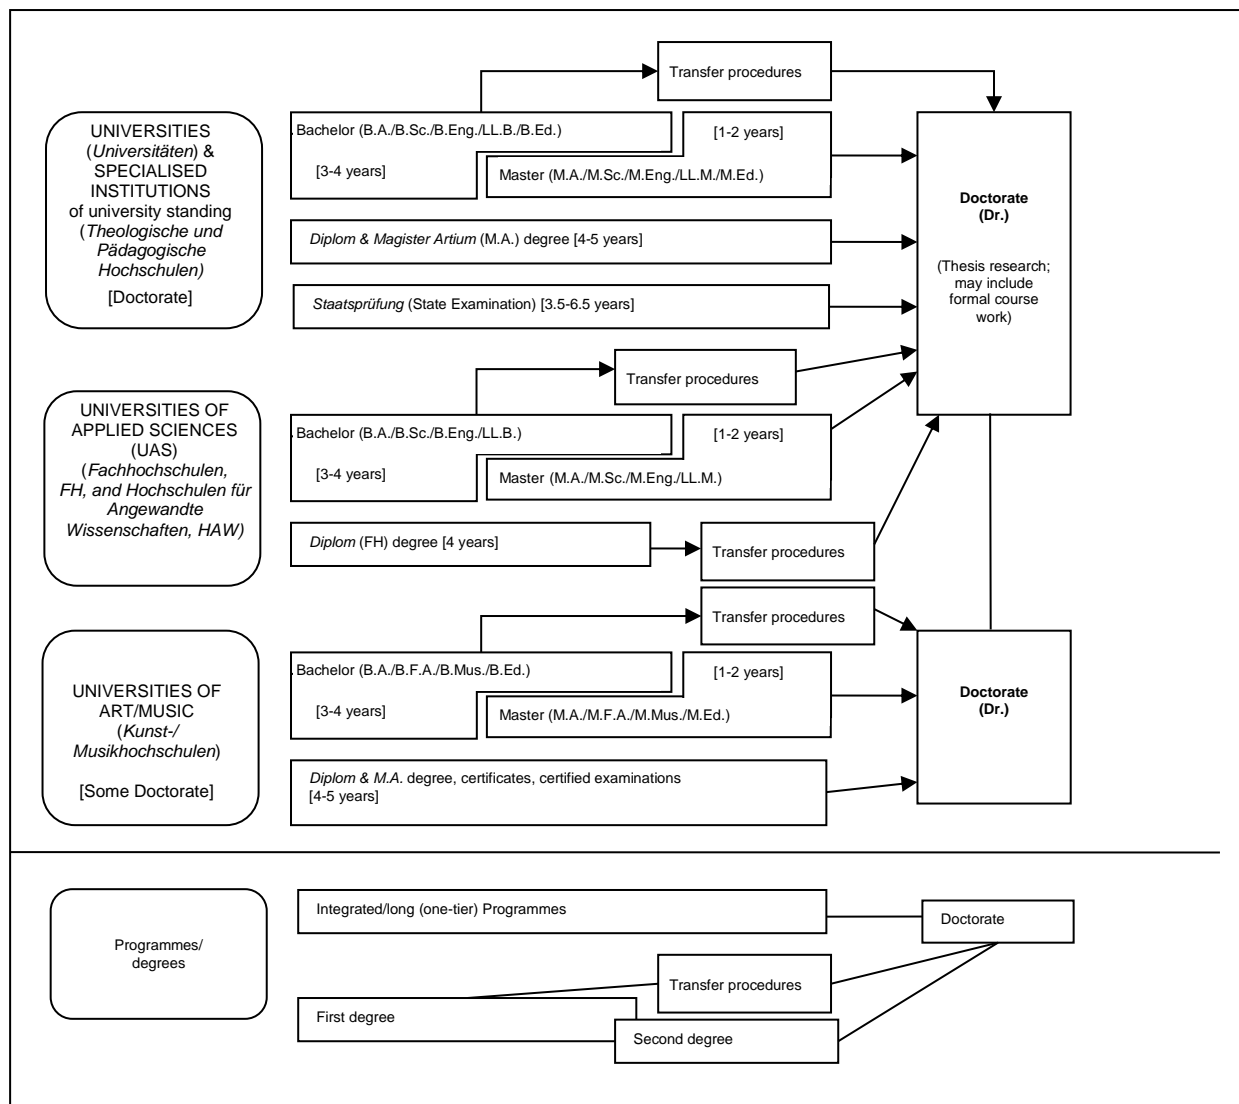 Transfer procedures
UNIVERSITIES
(Universitäten) &
SPECIALISED
INSTITUTIONS
of university standing
(Theologische und
Pädagogische
Hochschulen)
[Doctorate]
. Bachelor (B.A./B.Sc./B.Eng./LL.B./B.Ed.)
[3-4 years]
[1-2 years]
Master (M.A./M.Sc./M.Eng./LL.M./M.Ed.)
Diplom & Magister Artium (M.A.) degree [4-5 years]
Staatsprüfung (State Examination) [3.5-6.5 years]
Doctorate
(Dr.)
(Thesis research;
may include
formal course
work)
Transfer procedures
UNIVERSITIES OF
APPLIED SCIENCES
(UAS)
(Fachhochschulen,
FH, and Hochschulen für
Angewandte
Wissenschaften, HAW)
. Bachelor (B.A./B.Sc./B.Eng./LL.B.)
[3-4 years]
[1-2 years]
Master (M.A./M.Sc./M.Eng./LL.M.)
Diplom (FH) degree [4 years]
Transfer procedures
Transfer procedures
UNIVERSITIES OF
ART/MUSIC
(Kunst-/
Musikhochschulen)
[Some Doctorate]
. Bachelor (B.A./B.F.A./B.Mus./B.Ed.)
[3-4 years]
[1-2 years]
Master (M.A./M.F.A./M.Mus./M.Ed.)
Diplom & M.A. degree, certificates, certified examinations
[4-5 years]
Doctorate
(Dr.)
Programmes/
degrees
Integrated/long (one-tier) Programmes
Doctorate
Transfer procedures
First degree
Second degree